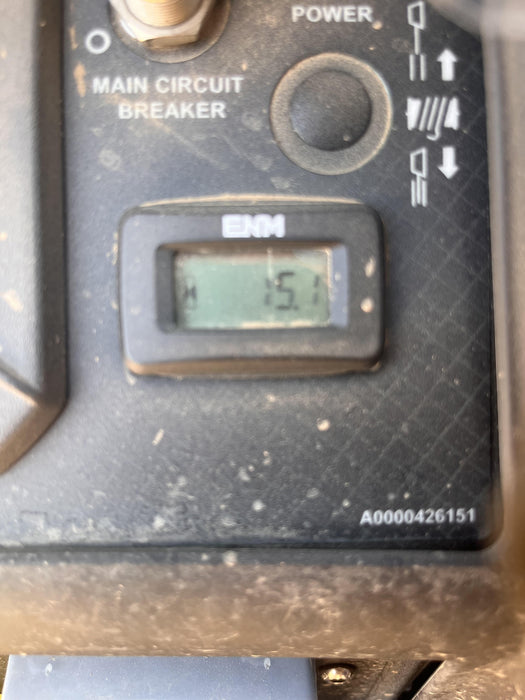 POWER
MAIN CIRCUIT
BREAKER
ENM
H 15.1
A0000426151